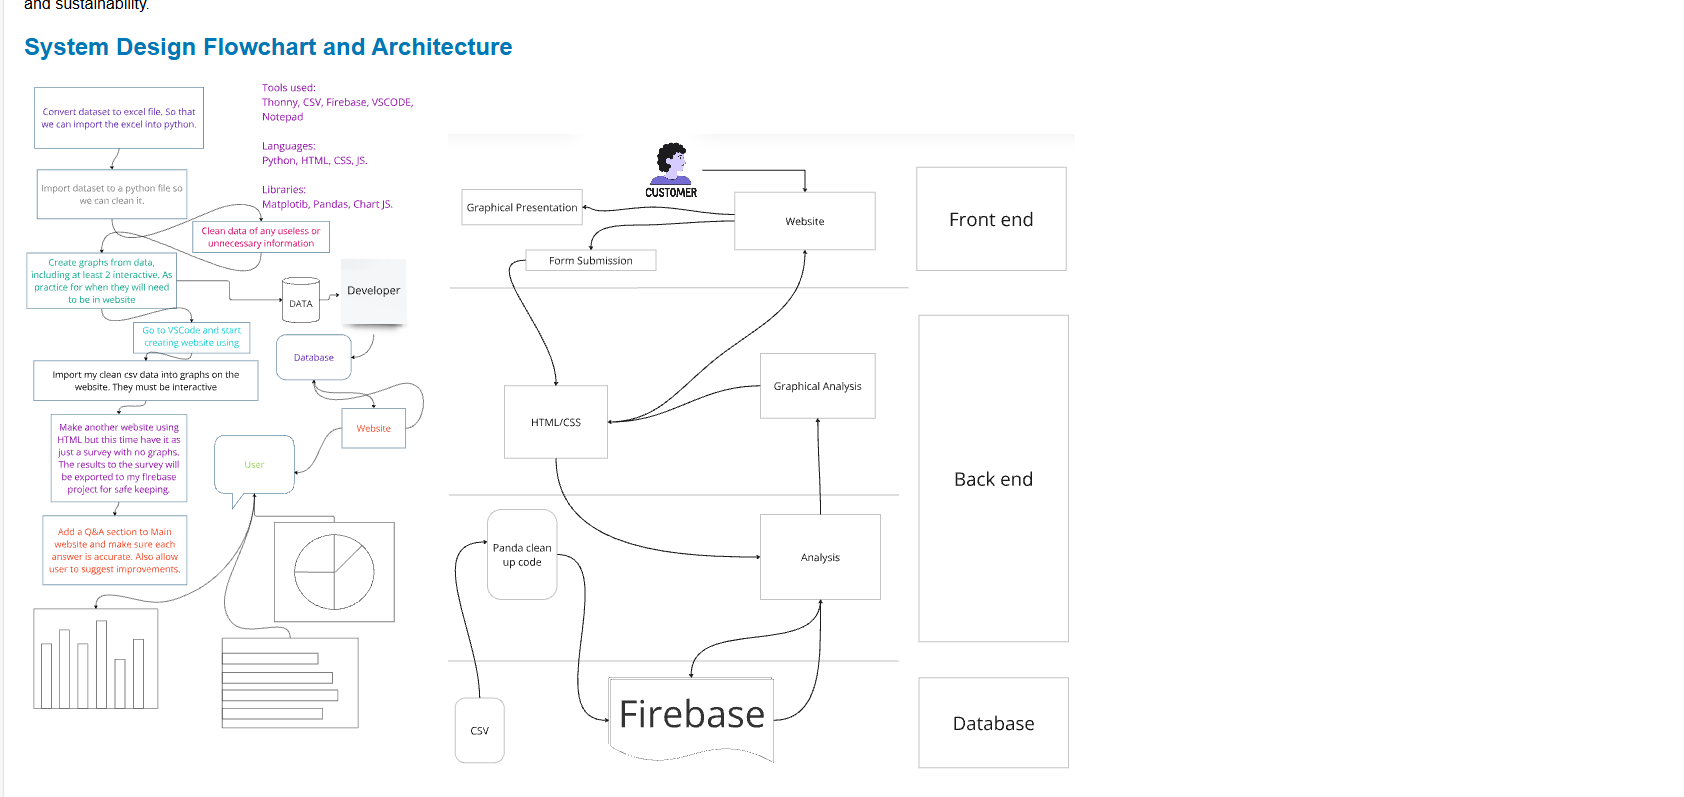 and sustainability.
System Design Flowchart and Architecture
Convert dataset to excel file. So that
we can import the excel into python.
Tools used:
Thonny, CSV, Firebase, VSCODE,
Notepad
Languages:
Python, HTML, CSS, JS.
Libraries:
Matplotib, Pandas, Chart JS.
Import dataset to a python file so
we can clean it.
Clean data of any useless or
unnecessary information
Create graphs from data,
including at least 2 interactive. As
practice for when they will need
to be in website
DATA
Developer
Go to VSCode and start
creating website using
Database
Import my clean csv data into graphs on the
website. They must be interactive
Make another website using
HTML but this time have it as
just a survey with no graphs.
The results to the survey will
be exported to my firebase
project for safe keeping.
Website
User
Add a Q&A section to Main
website and make sure each
answer is accurate. Also allow
user to suggest improvements.
CUSTOMER
Graphical Presentation
Website
Form Submission
Front end
Graphical Analysis
HTML/CSS
Back end
Panda clean
up code
Analysis
CSV
Firebase
Database